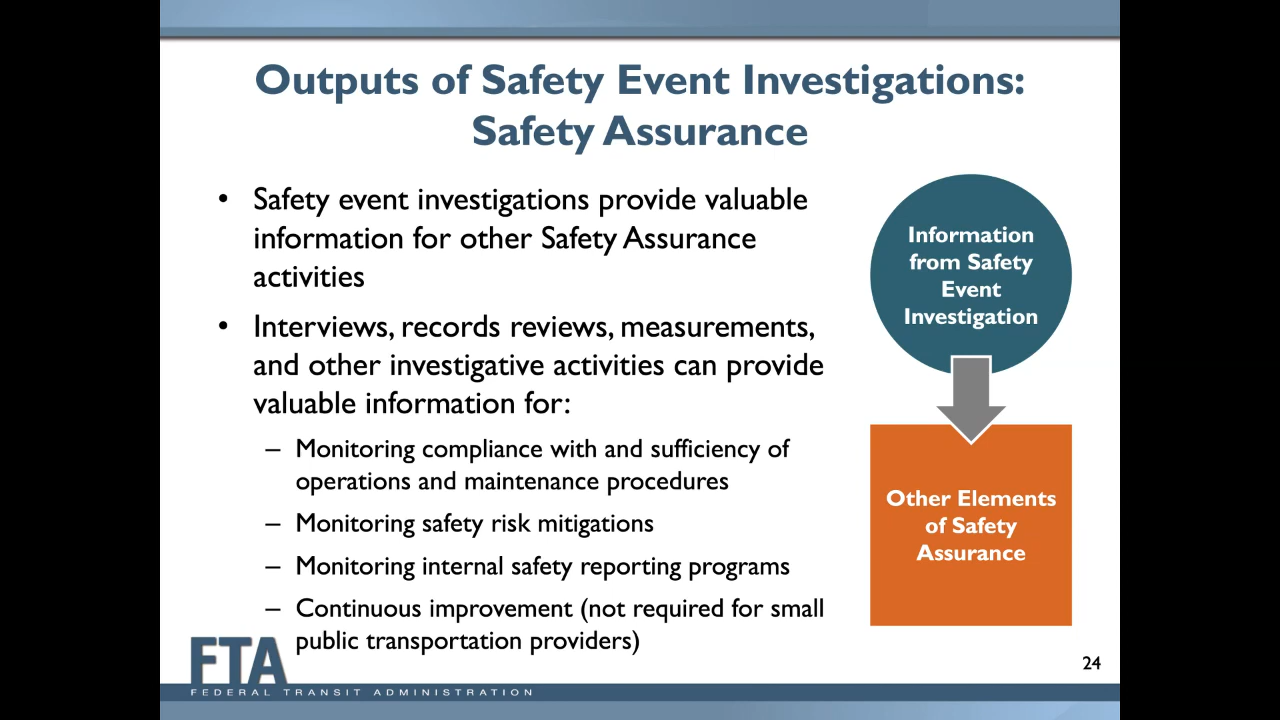 Outputs of Safety Event Investigations:
Safety Assurance
• Safety event investigations provide valuable
information for other Safety Assurance
activities
• Interviews, records reviews, measurements,
and other investigative activities can provide
valuable information for:
– Monitoring compliance with and sufficiency of
operations and maintenance procedures
– Monitoring safety risk mitigations
– Monitoring internal safety reporting programs
– Continuous improvement (not required for small
public transportation providers)
Information
from Safety
Event
Investigation
Other Elements
of Safety
Assurance
FTA
FEDERAL TRANSIT ADMINISTRATION
24